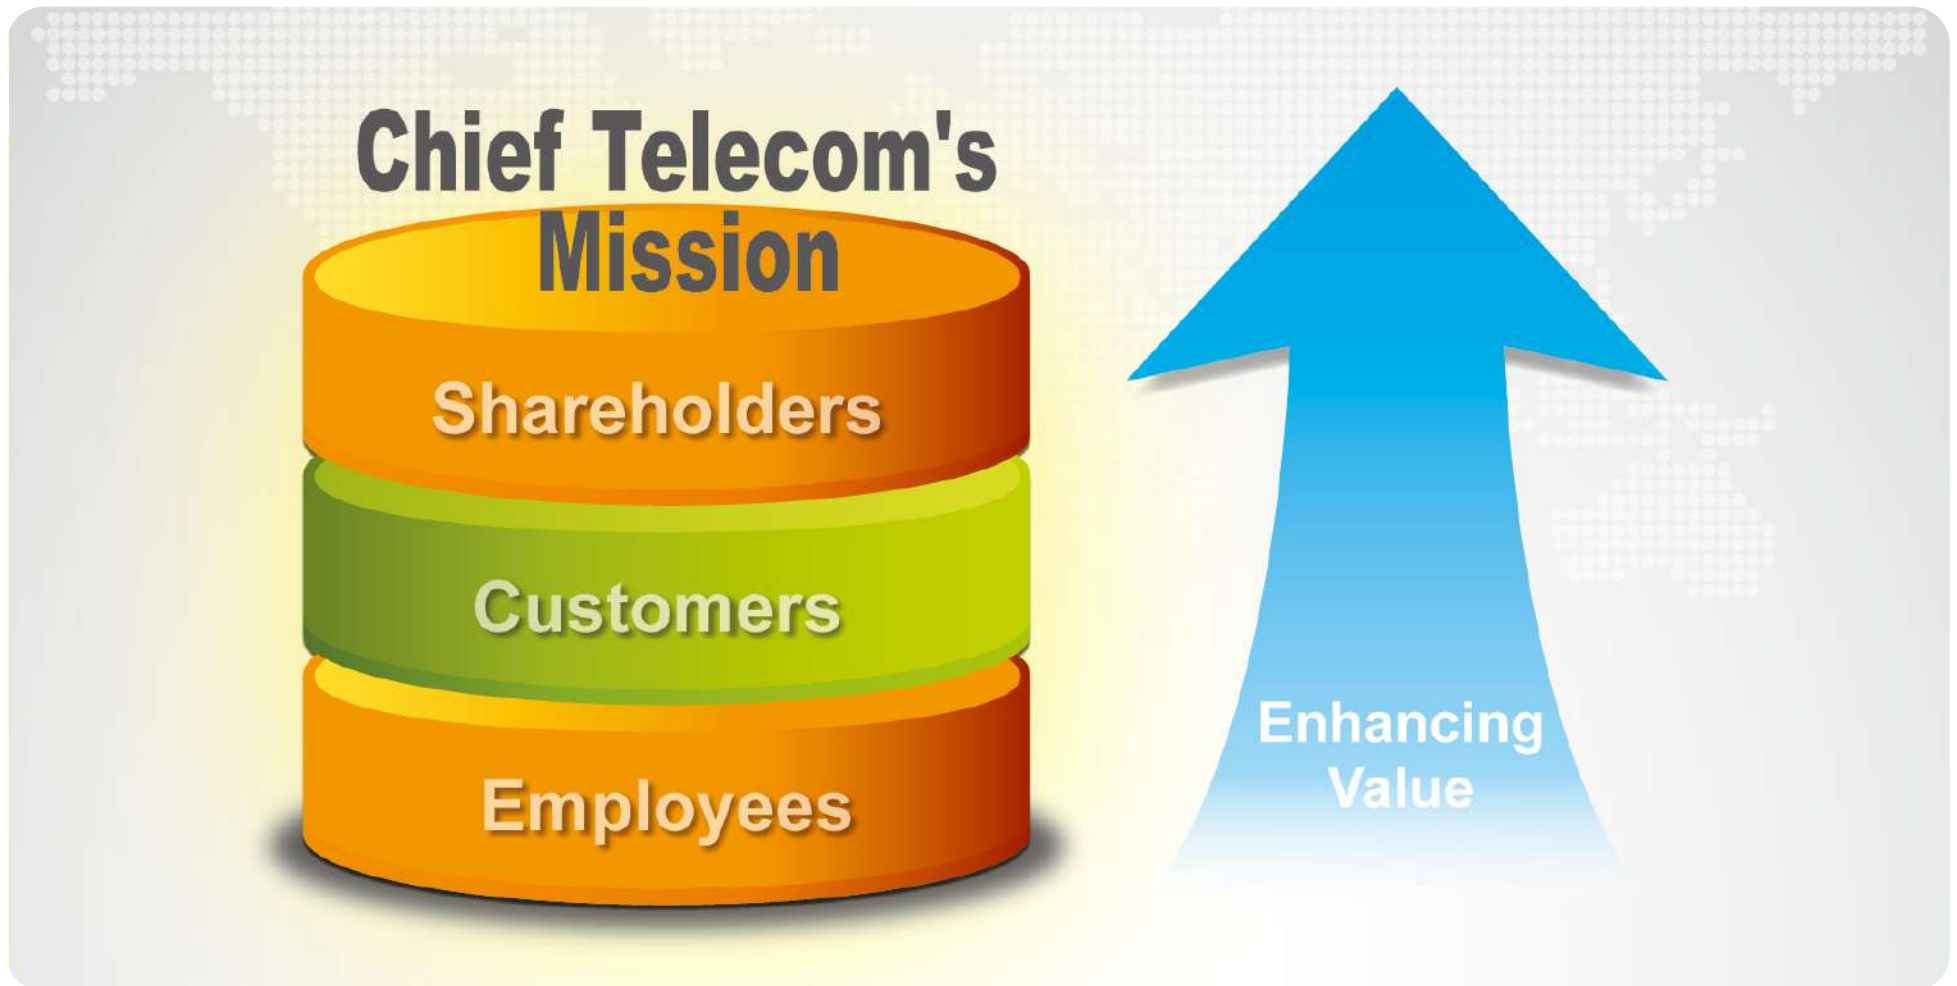 Chief Telecom's
Mission
Shareholders
Customers
Employees
Enhancing
Value